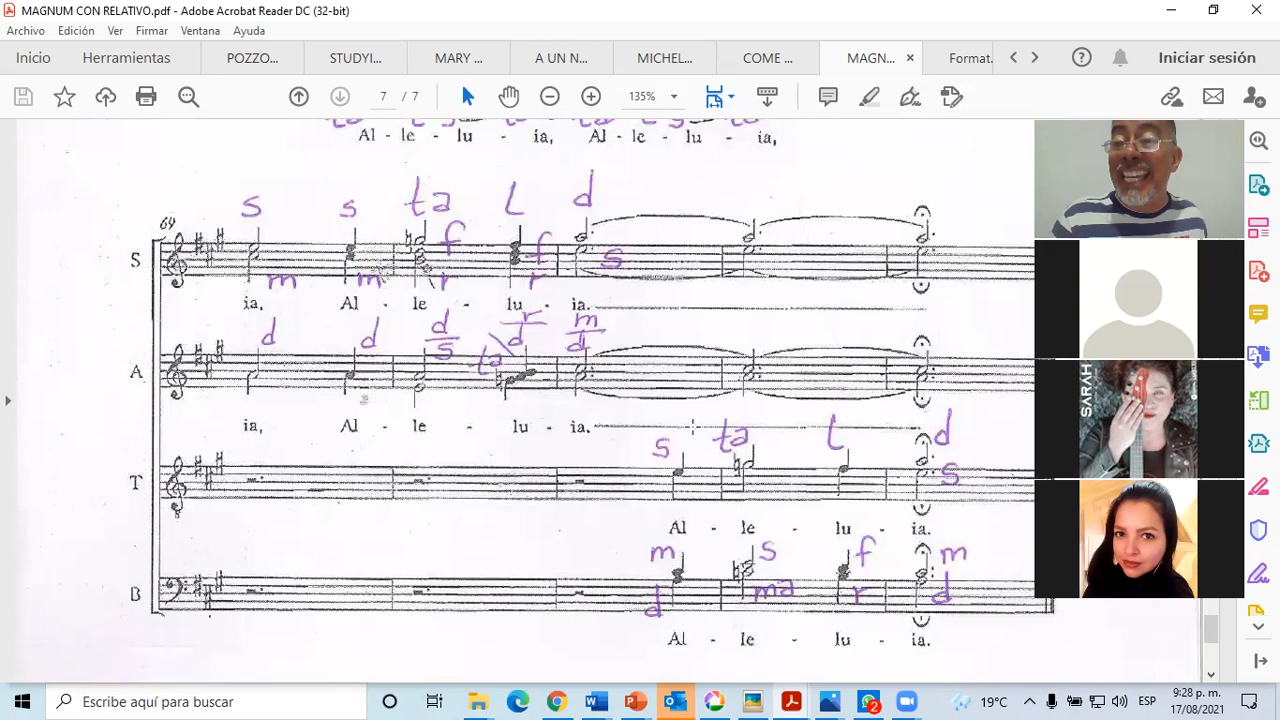 MAGNUM CON RELATIVO.pdf - Adobe Acrobat Reader DC (32-bit)
Archivo Edición Ver Firmar Ventana Ayuda
Inicio Herramientas POZZO... STUDYI... MARY ... A UN N... MICHEL... COME ... MAGN... × Format. Iniciar sesión
7 / 7 135%
Al - le - lu - ia, Al - le - lu - ia,
s s ta l d
69
S
f f s
m m r r
ia, Al - le - lu - ia.
d d d r m
s ta d d
A
ia, Al - le - lu - ia.
s ta l d
T
s
8
Al - le - lu - ia.
m s f m
B
d ma r d
Al - le - lu - ia.
SARAH
Escribe aquí para buscar
2
19°C
ESP
9:28 p. m.
17/08/2021